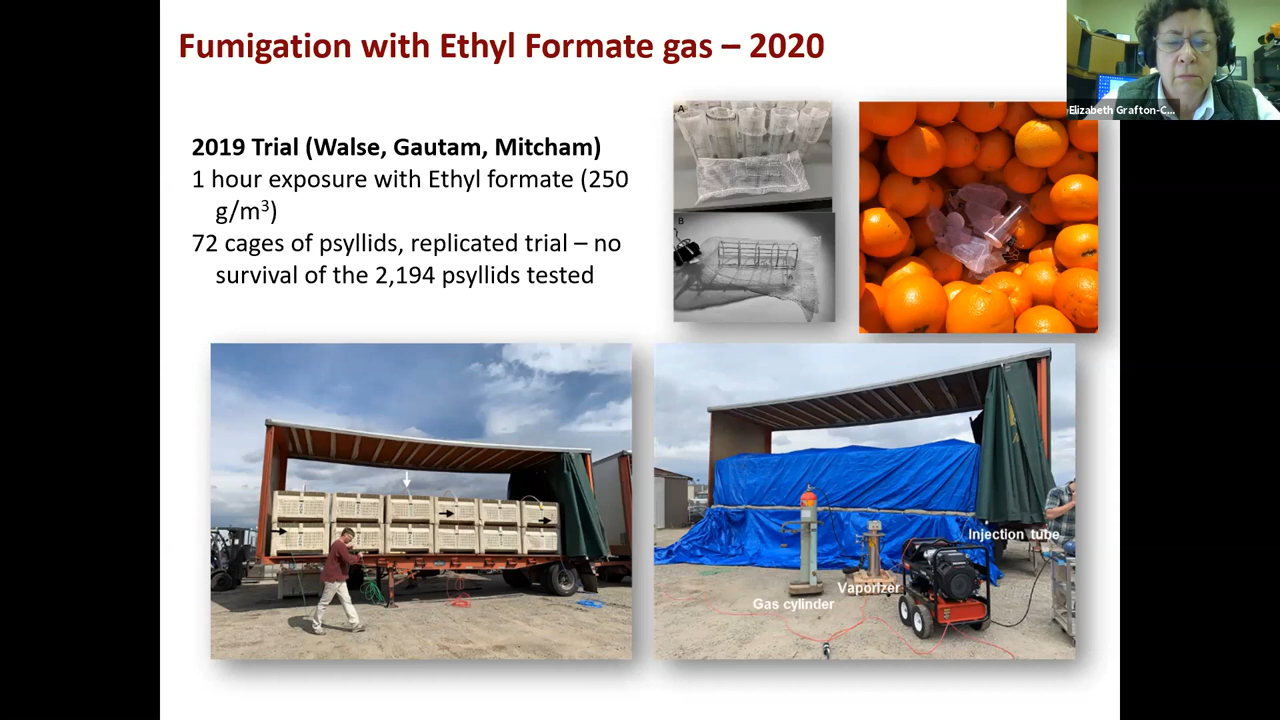 Fumigation with Ethyl Formate gas – 2020
Elizabeth Grafton-C...
2019 Trial (Walse, Gautam, Mitcham)
1 hour exposure with Ethyl formate (250
g/m³)
72 cages of psyllids, replicated trial – no
survival of the 2,194 psyllids tested
A
B
Injection tube
Vaporizer
Gas cylinder